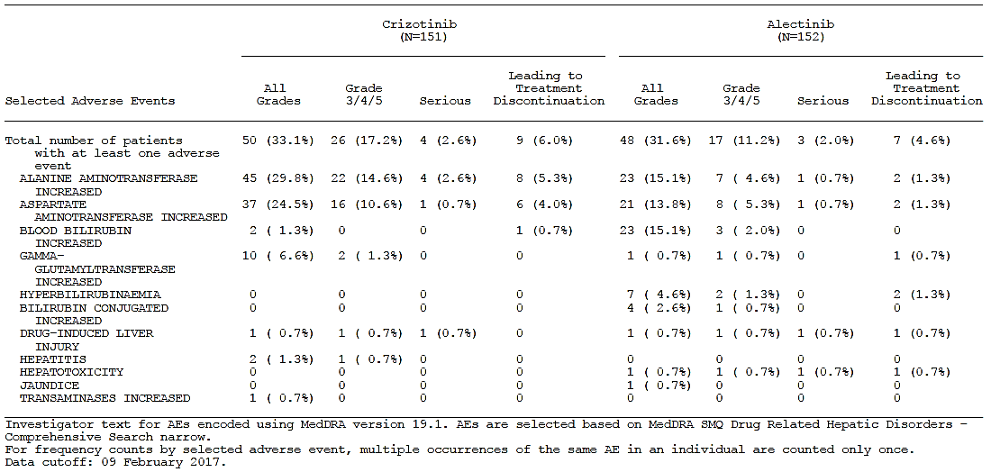 Crizotinib Alectinib
(N=151) (N=152)
Leading to Leading to
All Grade Treatment All Grade Treatment
Selected Adverse Events Grades 3/4/5 Serious Discontinuation Grades 3/4/5 Serious Discontinuation
Total number of patients 50 (33.1%) 26 (17.2%) 4 (2.6%) 9 (6.0%) 48 (31.6%) 17 (11.2%) 3 (2.0%) 7 (4.6%)
with at least one adverse
event
ALANINE AMINOTRANSFERASE 45 (29.8%) 22 (14.6%) 4 (2.6%) 8 (5.3%) 23 (15.1%) 7 ( 4.6%) 1 (0.7%) 2 (1.3%)
INCREASED
ASPARTATE 37 (24.5%) 16 (10.6%) 1 (0.7%) 6 (4.0%) 21 (13.8%) 8 ( 5.3%) 1 (0.7%) 2 (1.3%)
AMINOTRANSFERASE INCREASED
BLOOD BILIRUBIN 2 ( 1.3%) 0 0 1 (0.7%) 23 (15.1%) 3 ( 2.0%) 0 0
INCREASED
GAMMA- 10 ( 6.6%) 2 ( 1.3%) 0 0 1 ( 0.7%) 1 ( 0.7%) 0 1 (0.7%)
GLUTAMYLTRANSFERASE
INCREASED
HYPERBILIRUBINAEMIA 0 0 0 0 7 ( 4.6%) 2 ( 1.3%) 0 2 (1.3%)
BILIRUBIN CONJUGATED 0 0 0 0 4 ( 2.6%) 1 ( 0.7%) 0 0
INCREASED
DRUG-INDUCED LIVER 1 ( 0.7%) 1 ( 0.7%) 1 (0.7%) 0 1 ( 0.7%) 1 ( 0.7%) 1 (0.7%) 1 (0.7%)
INJURY
HEPATITIS 2 ( 1.3%) 1 ( 0.7%) 0 0 0 0 0 0
HEPATOTOXICITY 0 0 0 0 1 ( 0.7%) 1 ( 0.7%) 1 (0.7%) 1 (0.7%)
JAUNDICE 0 0 0 0 1 ( 0.7%) 0 0 0
TRANSAMINASES INCREASED 1 ( 0.7%) 0 0 0 0 0 0 0
Investigator text for AEs encoded using MedDRA version 19.1. AEs are selected based on MedDRA SMQ Drug Related Hepatic Disorders -
Comprehensive Search narrow.
For frequency counts by selected adverse event, multiple occurrences of the same AE in an individual are counted only once.
Data cutoff: 09 February 2017.